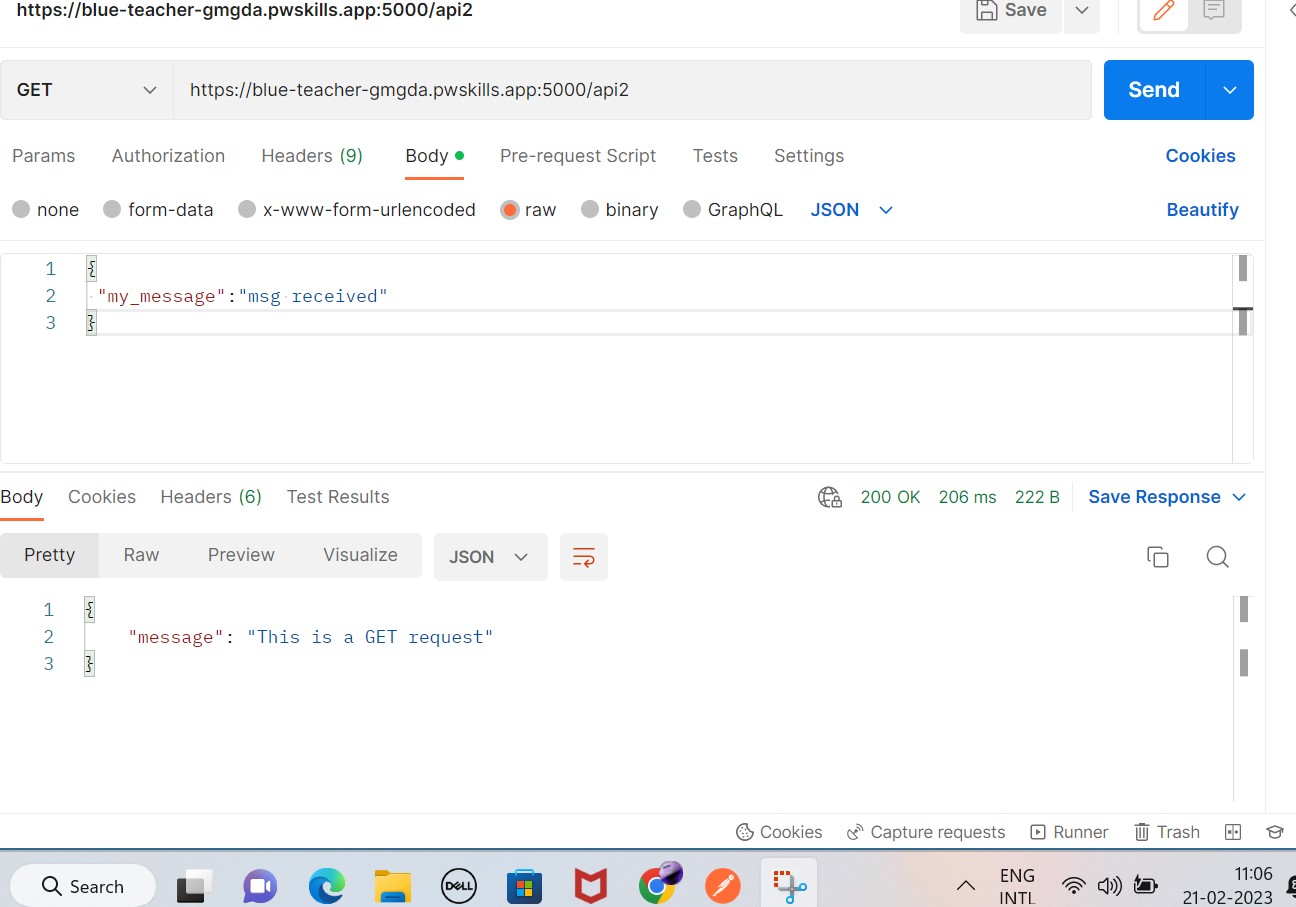 https://blue-teacher-gmgda.pwskills.app:5000/api2
Save
GET
https://blue-teacher-gmgda.pwskills.app:5000/api2
Send
Params Authorization Headers (9) Body Pre-request Script Tests Settings Cookies
none form-data x-www-form-urlencoded raw binary GraphQL JSON Beautify
1 {
2 "my_message":"msg received"
3 }
Body Cookies Headers (6) Test Results 200 OK 206 ms 222 B Save Response
Pretty Raw Preview Visualize JSON
1 {
2 "message": "This is a GET request"
3 }
Cookies Capture requests Runner Trash
Search DELL ENG 11:06
INTL 21-02-2023